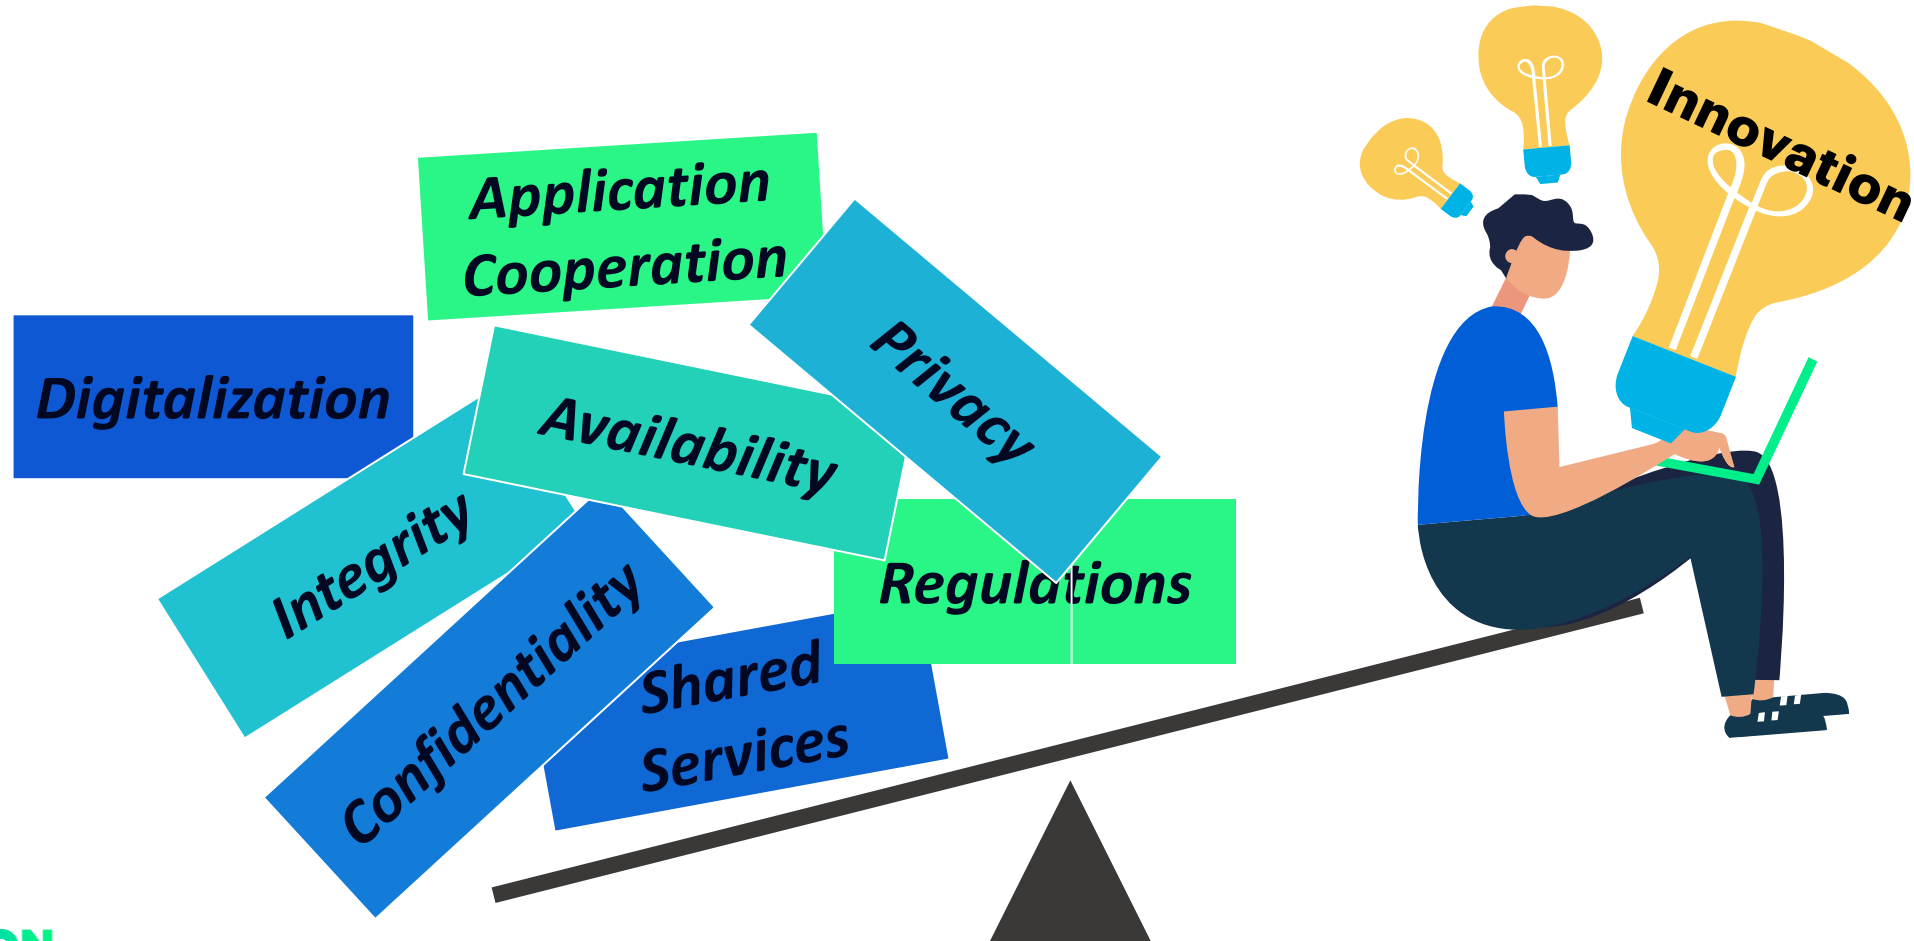 Innovation
Application
Cooperation
Privacy
Digitalization
Availability
Integrity
Regulations
Confidentiality
Shared
Services